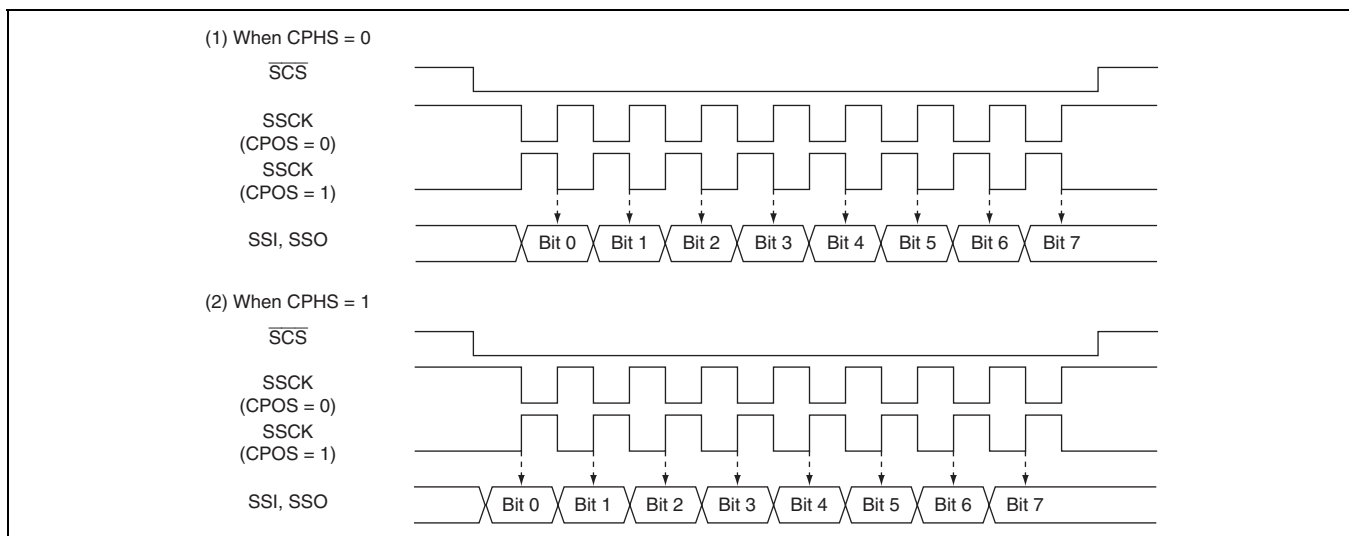 (1) When CPHS = 0
SCS
SSCK
(CPOS = 0)
SSCK
(CPOS = 1)
SSI, SSO
Bit 0 Bit 1 Bit 2 Bit 3 Bit 4 Bit 5 Bit 6 Bit 7
(2) When CPHS = 1
SCS
SSCK
(CPOS = 0)
SSCK
(CPOS = 1)
SSI, SSO
Bit 0 Bit 1 Bit 2 Bit 3 Bit 4 Bit 5 Bit 6 Bit 7